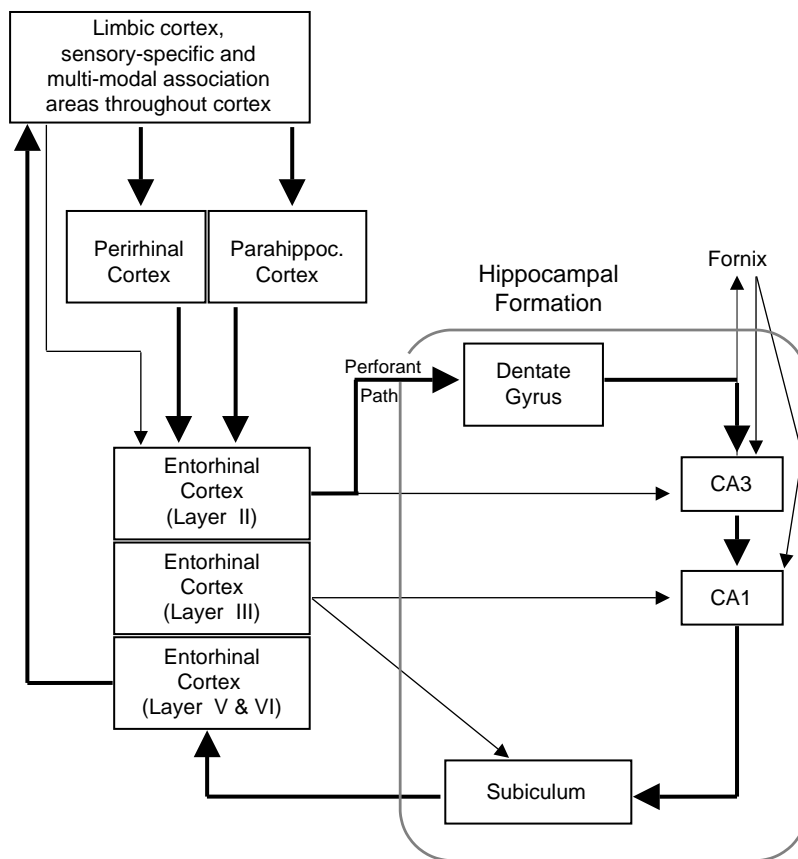 Limbic cortex,
sensory-specific and
multi-modal association
areas throughout cortex
Perirhinal
Cortex
Parahippoc.
Cortex
Hippocampal
Formation
Fornix
Perforant
Path
Dentate
Gyrus
Entorhinal
Cortex
(Layer II)
CA3
Entorhinal
Cortex
(Layer III)
CA1
Entorhinal
Cortex
(Layer V & VI)
Subiculum